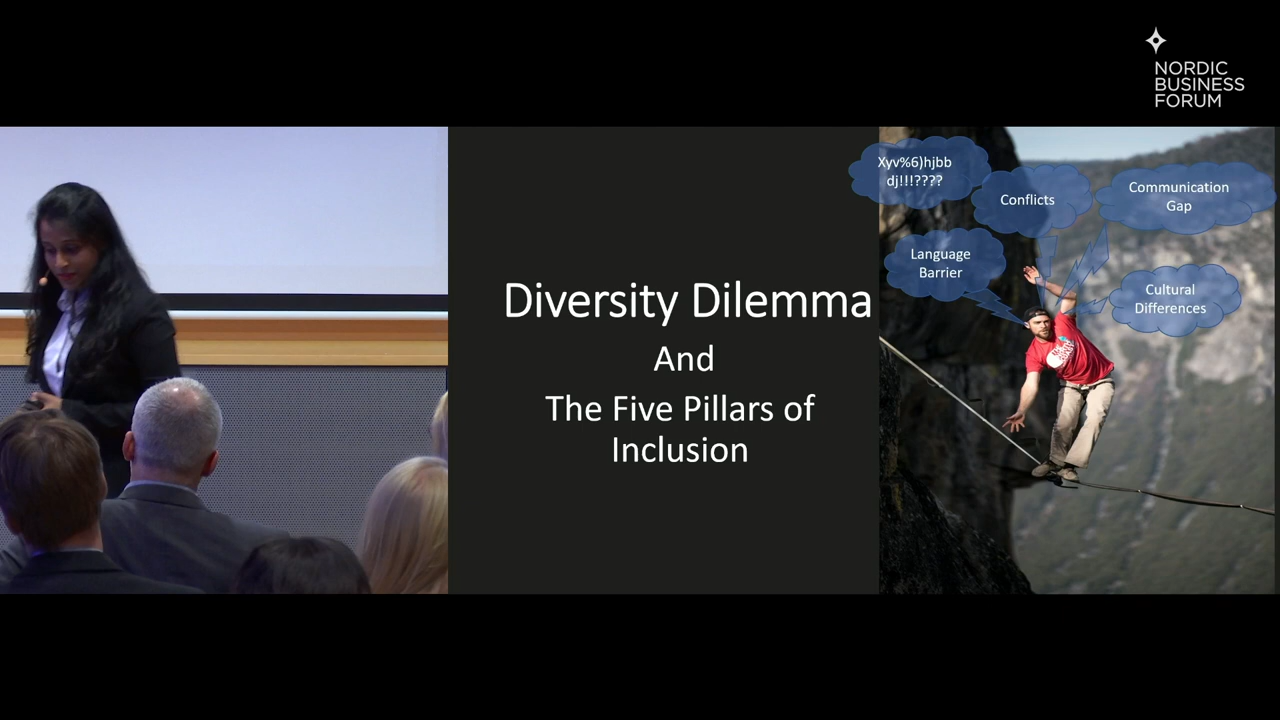 NORDIC
BUSINESS
FORUM
Diversity Dilemma
And
The Five Pillars of
Inclusion
Xyv%6)hjbb
dj!!!????
Conflicts
Communication
Gap
Language
Barrier
Cultural
Differences